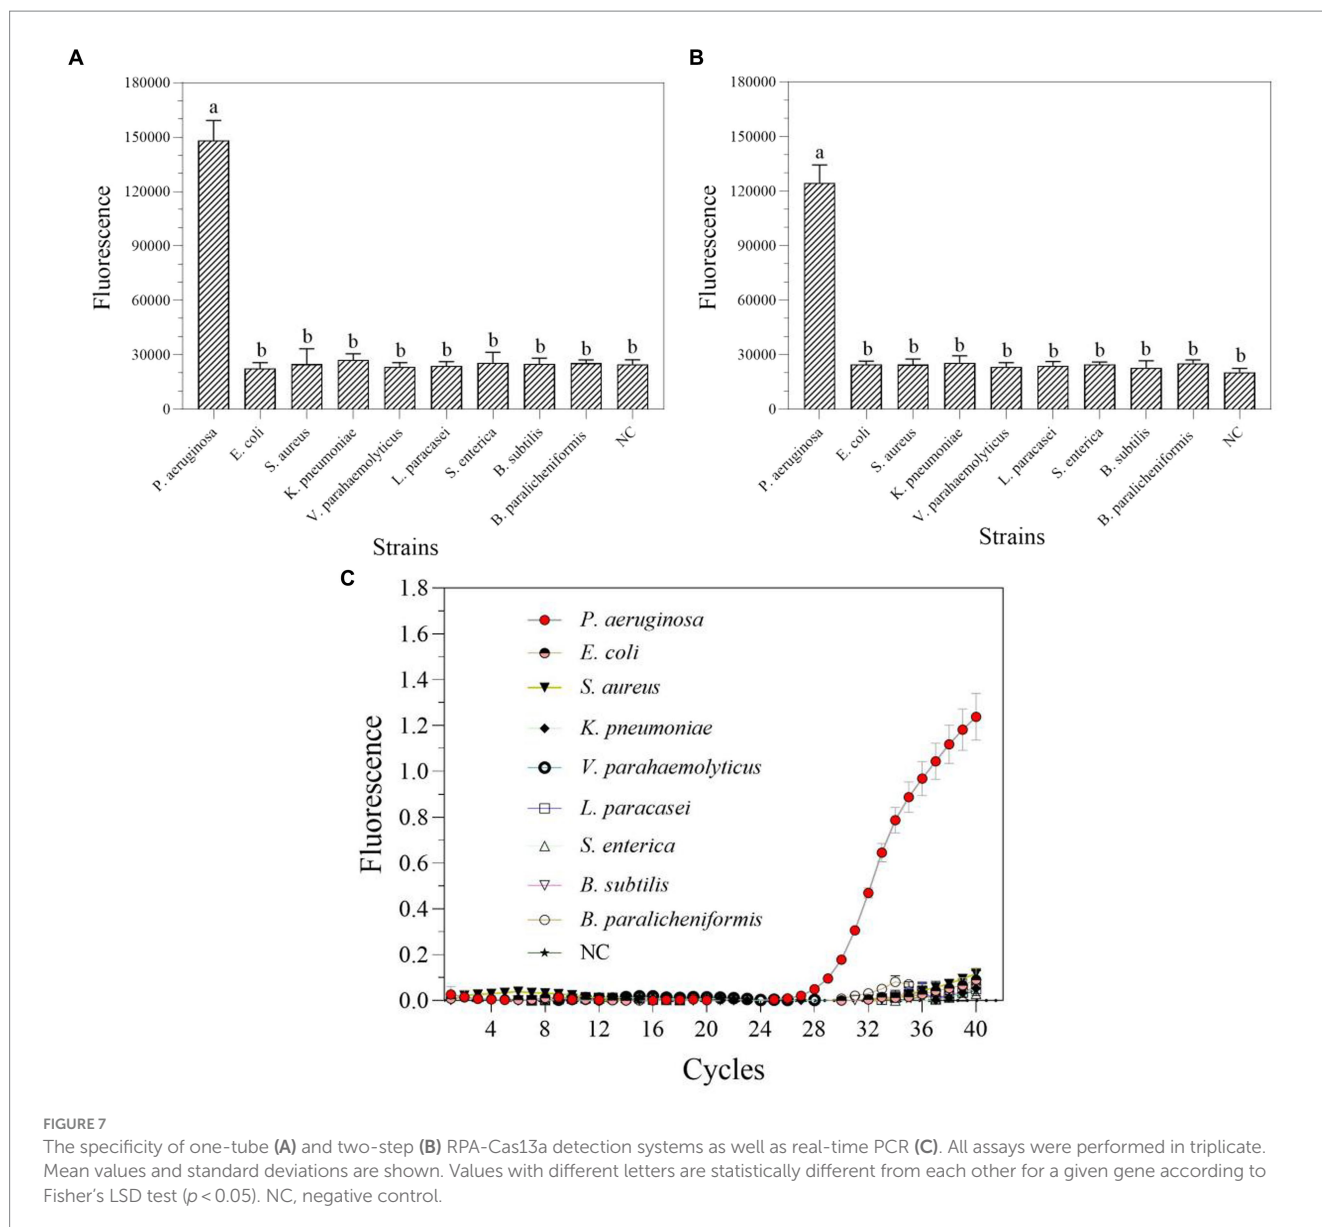 A
180000
150000
120000
90000
60000
30000
0
Fluorescence
a
b
b
b
b
b
b
b
b
b
P. aeruginosa
E. coli
S. aureus
K. pneumoniae
V. parahaemolyticus
L. paracasei
S. enterica
B. subtilis
B. paralicheniformis
NC
Strains
B
180000
150000
120000
90000
60000
30000
0
Fluorescence
a
b
b
b
b
b
b
b
b
b
P. aeruginosa
E. coli
S. aureus
K. pneumoniae
V. parahaemolyticus
L. paracasei
S. enterica
B. subtilis
B. paralicheniformis
NC
Strains
C
1.8
1.6
1.4
1.2
1.0
0.8
0.6
0.4
0.2
0.0
Fluorescence
P. aeruginosa
E. coli
S. aureus
K. pneumoniae
V. parahaemolyticus
L. paracasei
S. enterica
B. subtilis
B. paralicheniformis
NC
4 8 12 16 20 24 28 32 36 40
Cycles
FIGURE 7
The specificity of one-tube (A) and two-step (B) RPA-Cas13a detection systems as well as real-time PCR (C). All assays were performed in triplicate.
Mean values and standard deviations are shown. Values with different letters are statistically different from each other for a given gene according to
Fisher's LSD test (p < 0.05). NC, negative control.